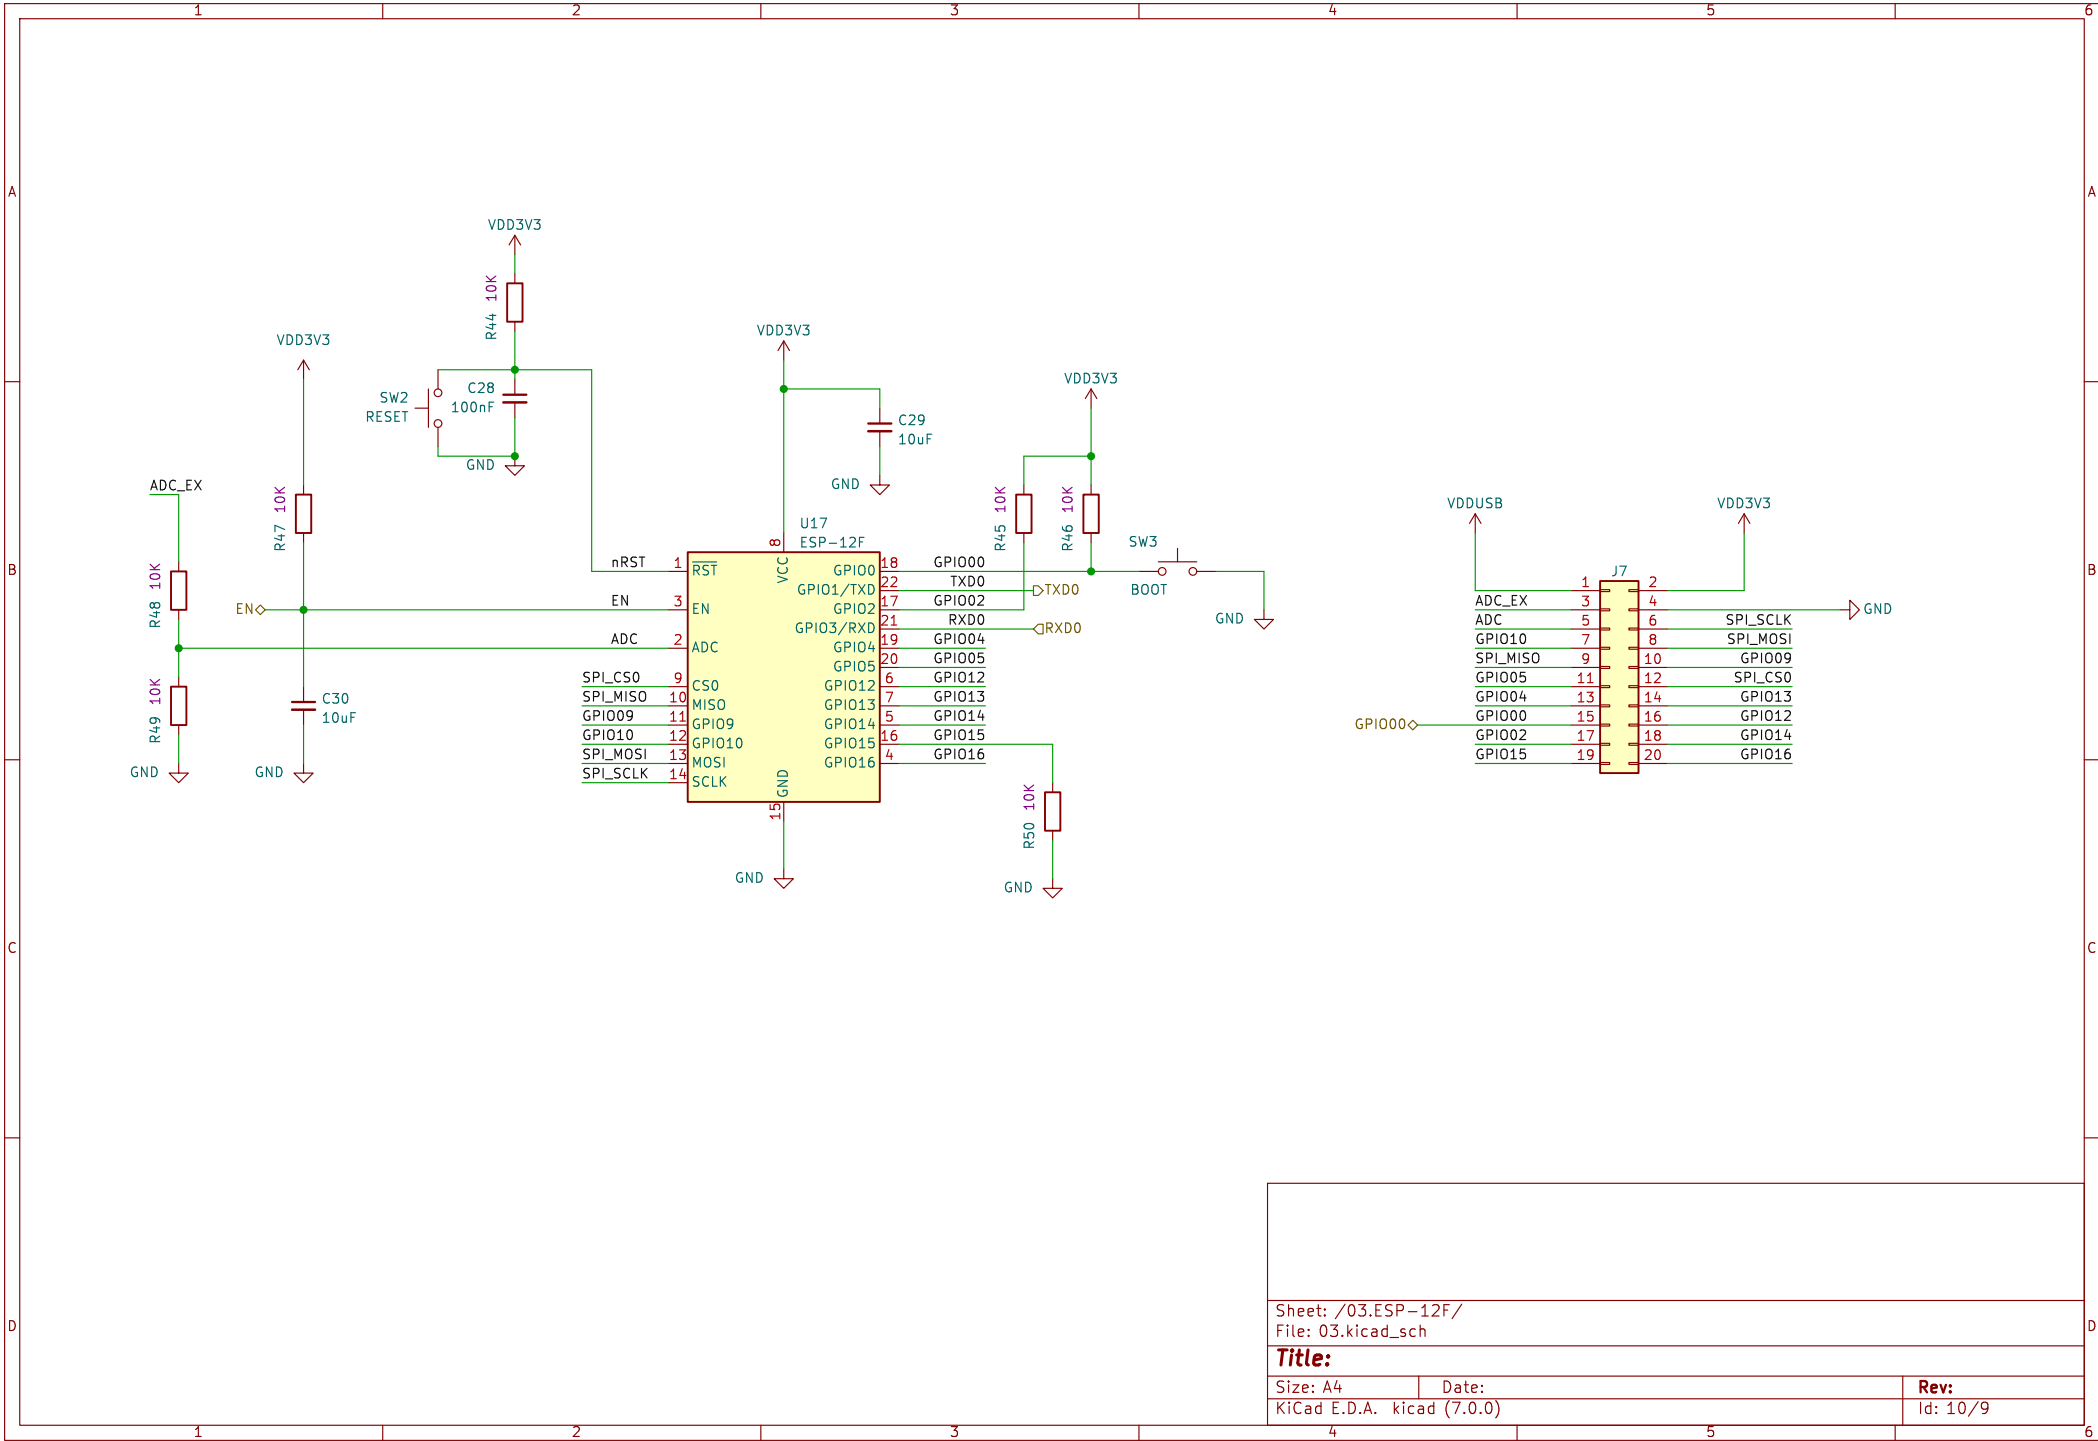 1 2 3 4 5 6
A A
VDD3V3
R44 10K
VDD3V3
VDD3V3
VDD3V3
SW2
RESET
C28
100nF
GND
C29
10uF
GND
ADC_EX
R47 10K
R45 10K
R46 10K
VDDUSB
VDD3V3
U17
ESP-12F
SW3
BOOT
GND
B B
R48 10K
EN
R49 10K
GND
C30
10uF
GND
nRST 1 RST
EN 3 EN
ADC 2 ADC
SPI_CS0 9 CS0
SPI_MISO 10 MISO
GPIO09 11 GPIO9
GPIO10 12 GPIO10
SPI_MOSI 13 MOSI
SPI_SCLK 14 SCLK
8 VCC
15 GND
GND
GPIO0 18 GPIO00
GPIO1/TXD 22 TXD0 TXD0
GPIO2 17 GPIO02
GPIO3/RXD 21 RXD0 RXD0
GPIO4 19 GPIO04
GPIO5 20 GPIO05
GPIO12 6 GPIO12
GPIO13 7 GPIO13
GPIO14 5 GPIO14
GPIO15 16 GPIO15
GPIO16 4 GPIO16
R50 10K
GND
J7
1 2
ADC_EX 3 4 GND
ADC 5 6 SPI_SCLK
GPIO10 7 8 SPI_MOSI
SPI_MISO 9 10 GPIO09
GPIO05 11 12 SPI_CS0
GPIO04 13 14 GPIO13
GPIO00 GPIO00 15 16 GPIO12
GPIO02 17 18 GPIO14
GPIO15 19 20 GPIO16
C C
Sheet: /03.ESP-12F/
File: 03.kicad_sch
D D
Title:
Size: A4 Date: Rev:
KiCad E.D.A. kicad (7.0.0) Id: 10/9
1 2 3 4 5 6